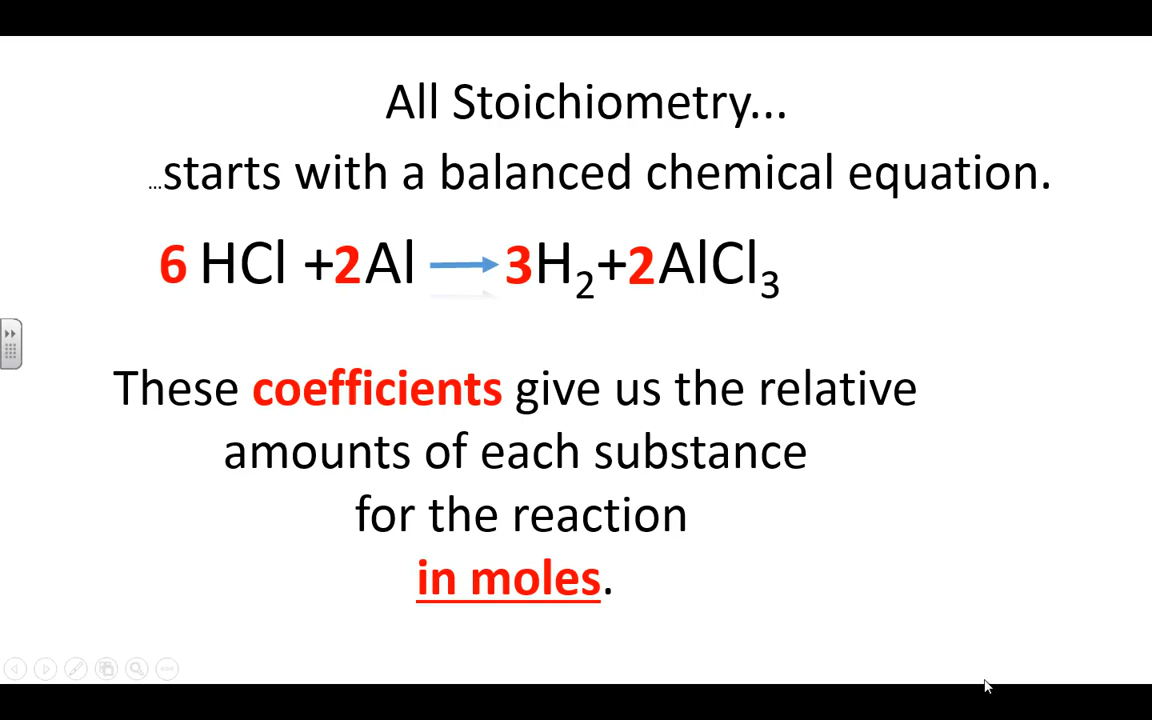 All Stoichiometry...
...starts with a balanced chemical equation.
6 HCl +2Al → 3H₂+2AlCl₃
These coefficients give us the relative
amounts of each substance
for the reaction
in moles.